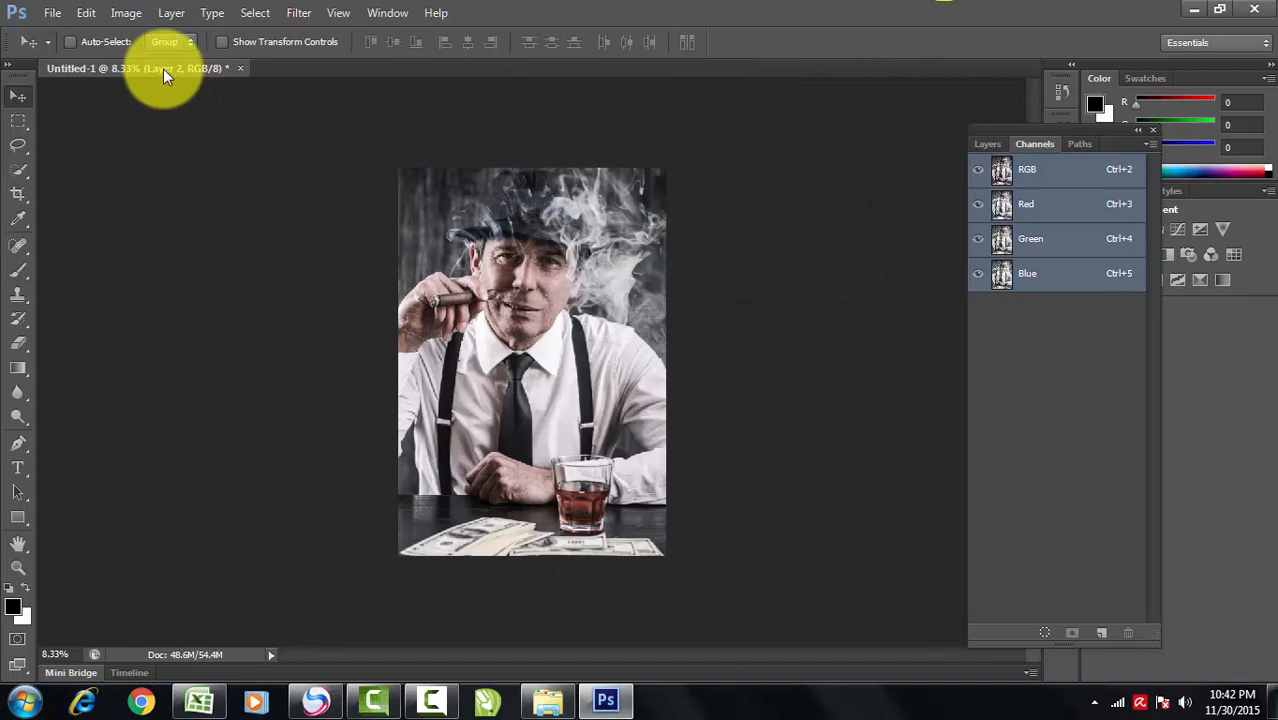 Ps File Edit Image Layer Type Select Filter View Window Help
Auto-Select: Group Show Transform Controls Essentials
Untitled-1 @ 8.33% (Layer 2, RGB/8) *
Color Swatches
R 0
0
0
Layers Channels Paths
RGB Ctrl+2
Red Ctrl+3
Green Ctrl+4
Blue Ctrl+5
T
8.33% Doc: 48.6M/54.4M
Mini Bridge Timeline
Ps
10:42 PM
11/30/2015